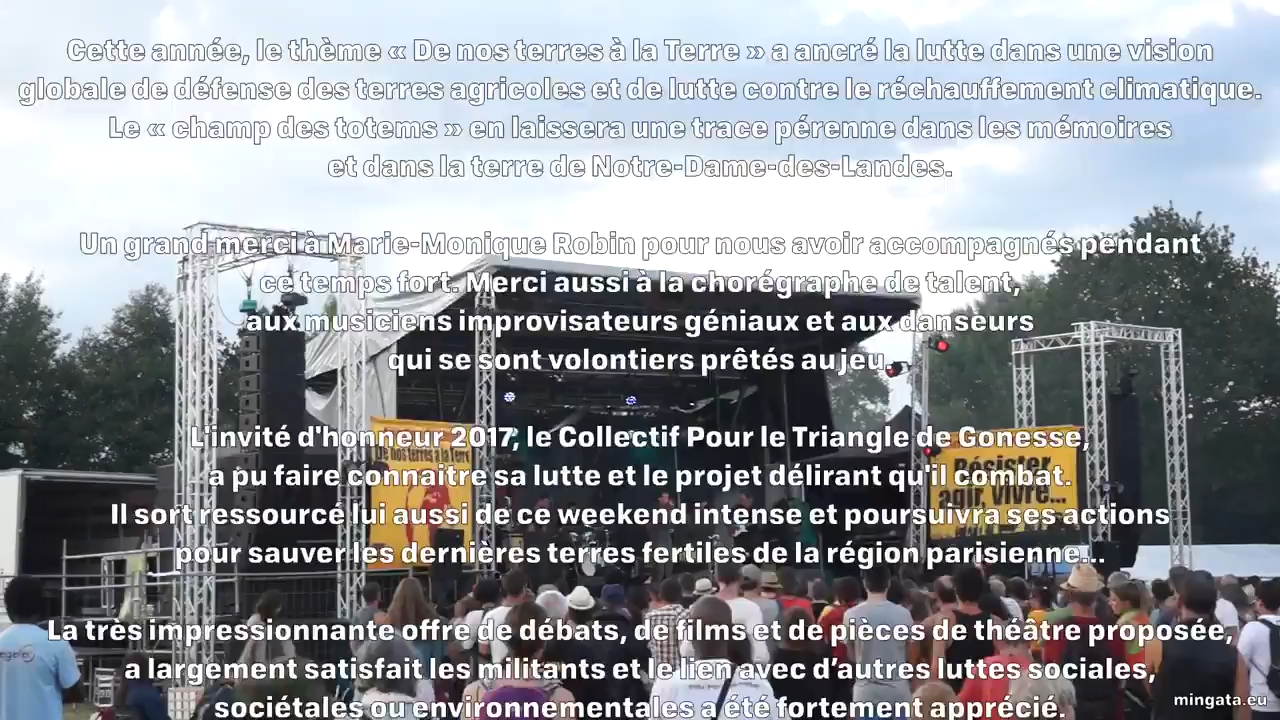 Cette année, le thème « De nos terres à la Terre » a ancré la lutte dans une vision
globale de défense des terres agricoles et de lutte contre le réchauffement climatique.
Le « champ des totems » en laissera une trace pérenne dans les mémoires
et dans la terre de Notre-Dame-des-Landes.
Un grand merci à Marie-Monique Robin pour nous avoir accompagnés pendant
ce temps fort. Merci aussi à la chorégraphe de talent,
aux musiciens improvisateurs géniaux et aux danseurs
qui se sont volontiers prêtés au jeu.
L'invité d'honneur 2017, le Collectif Pour le Triangle de Gonesse,
a pu faire connaitre sa lutte et le projet délirant qu'il combat.
Il sort ressourcé lui aussi de ce weekend intense et poursuivra ses actions
pour sauver les dernières terres fertiles de la région parisienne...
La très impressionnante offre de débats, de films et de pièces de théâtre proposée,
a largement satisfait les militants et le lien avec d’autres luttes sociales,
sociétales ou environnementales a été fortement apprécié.
De nos terres à la Terre
Résister
agir, vivre...
mingata.eu